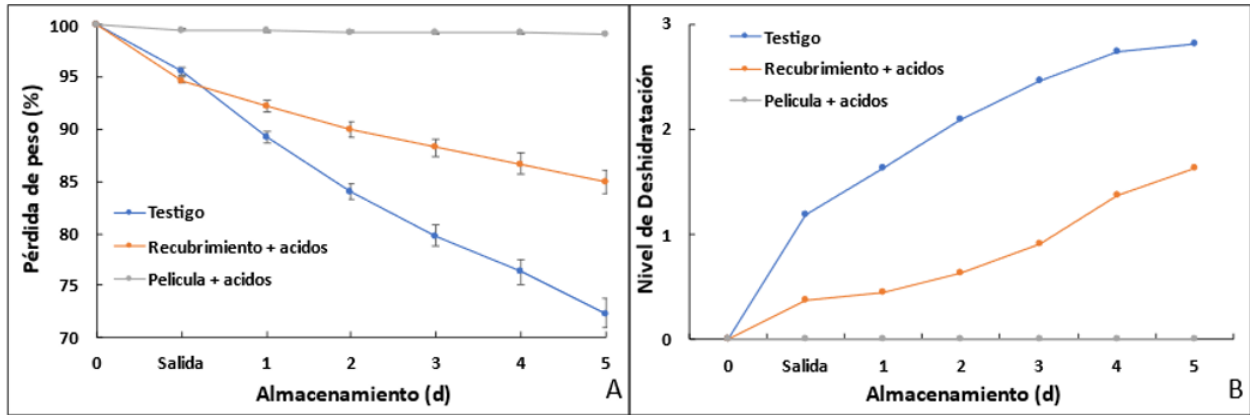 100
95
90
85
80
75
70
Pérdida de peso (%)
Testigo
Recubrimiento + acidos
Pelicula + acidos
0 Salida 1 2 3 4 5
Almacenamiento (d)
A
3
2
1
0
Nivel de Deshidratación
Testigo
Recubrimiento + acidos
Pelicula + acidos
0 Salida 1 2 3 4 5
Almacenamiento (d)
B